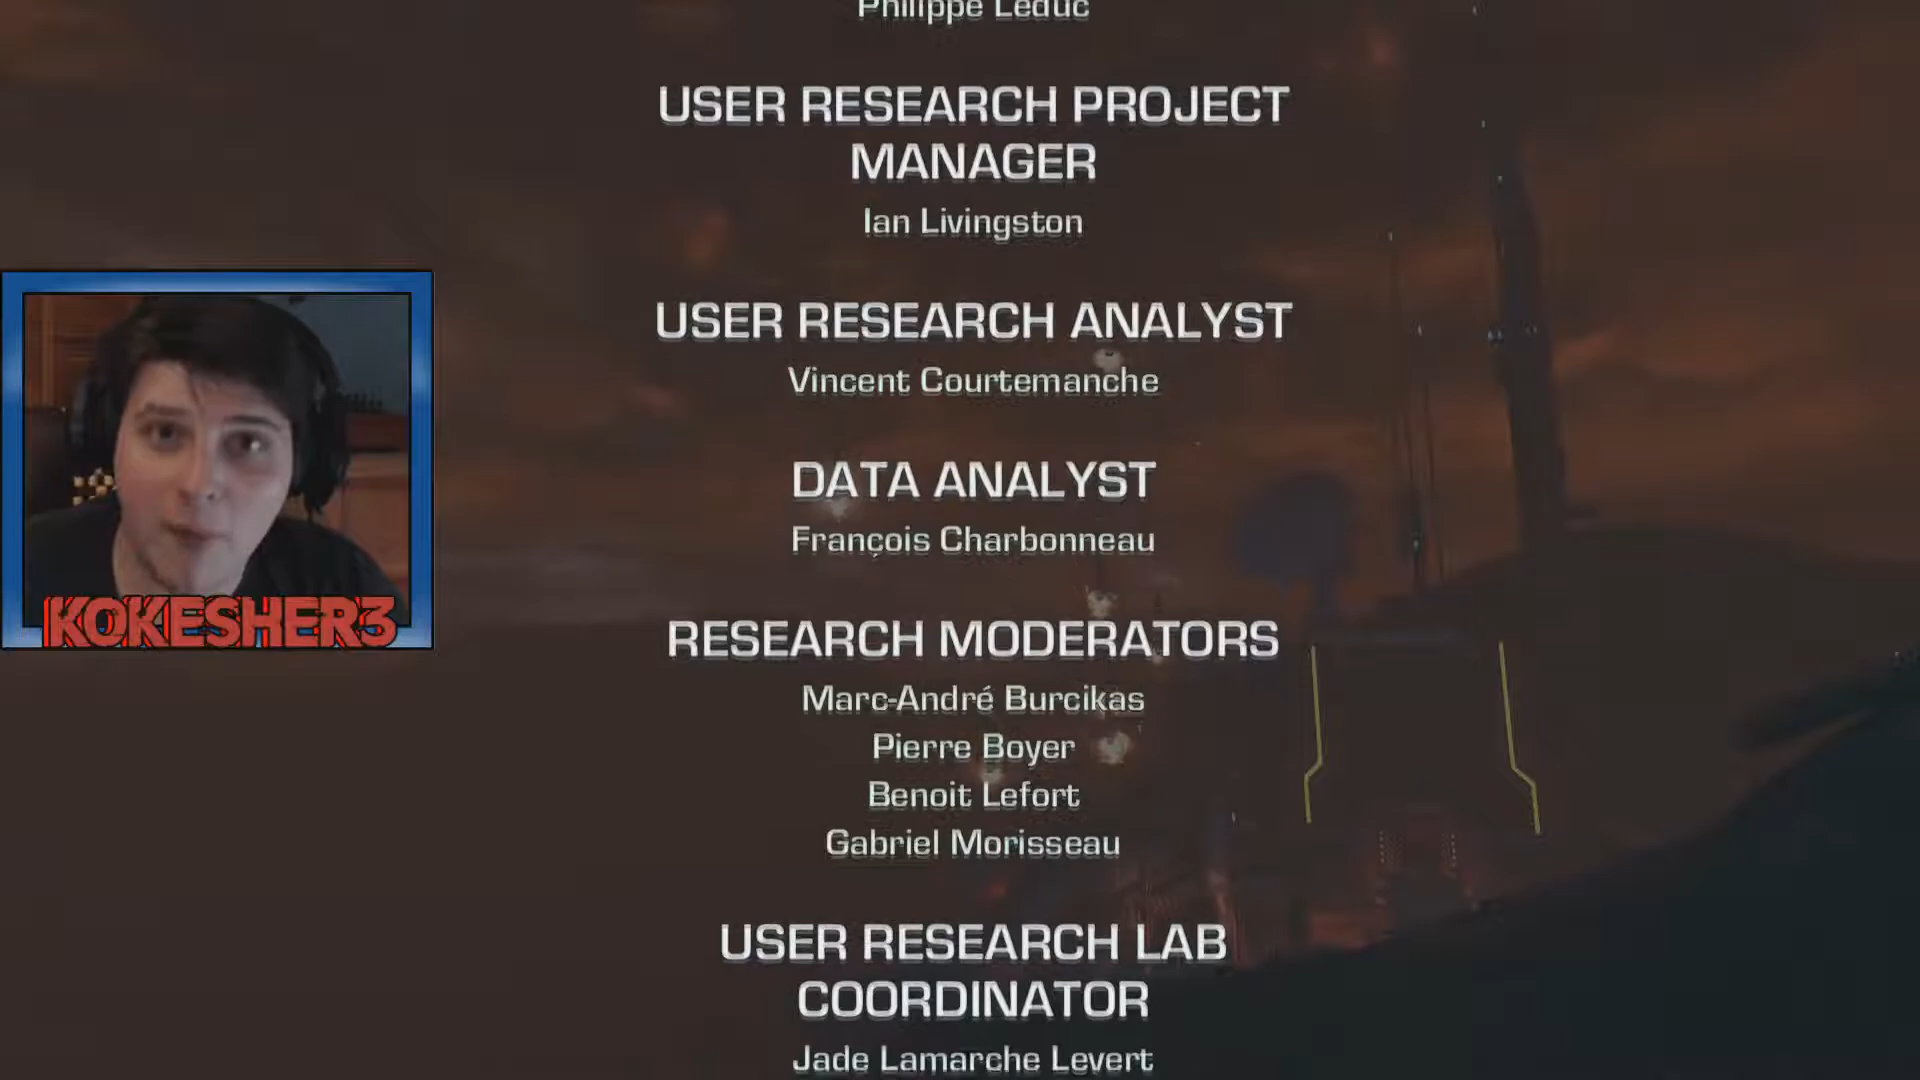 Philippe Leduc
USER RESEARCH PROJECT
MANAGER
Ian Livingston
USER RESEARCH ANALYST
Vincent Courtemanche
DATA ANALYST
François Charbonneau
RESEARCH MODERATORS
Marc-André Burcikas
Pierre Boyer
Benoit Lefort
Gabriel Morisseau
USER RESEARCH LAB
COORDINATOR
Jade Lamarche Levert
KOKESHER3